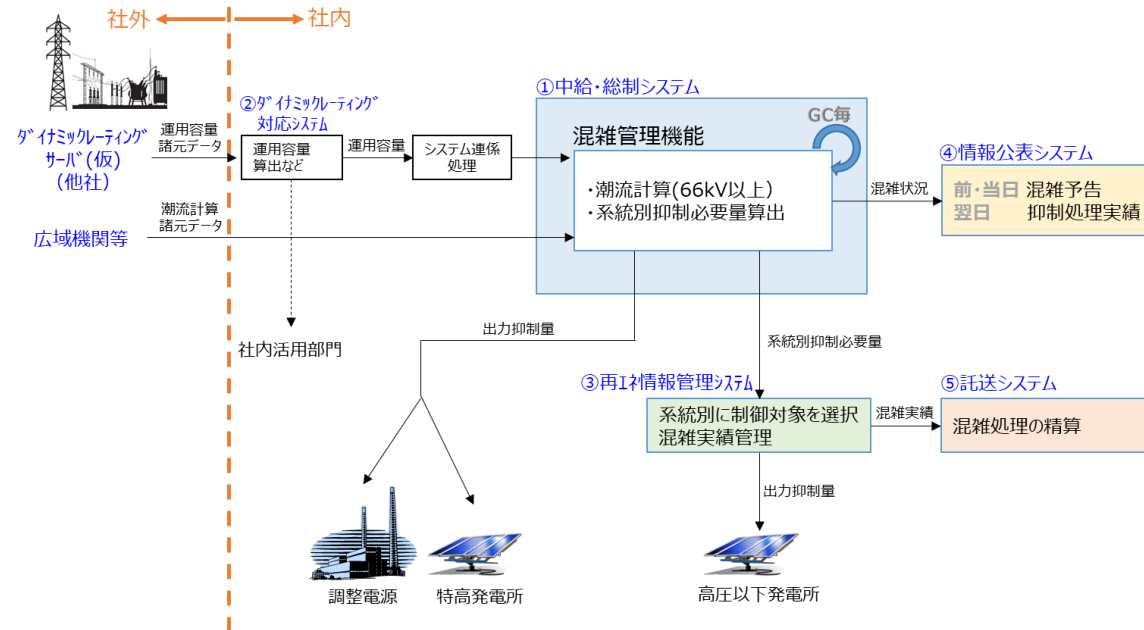 社外
社内
ダイナミックレーティング
サーバ(仮)
(他社)
運用容量
諸元データ
②ダイナミックレーティング
対応システム
運用容量
算出など
運用容量
システム連係
処理
①中給・総制システム
混雑管理機能
GC毎
・潮流計算(66kV以上)
・系統別抑制必要量算出
混雑状況
④情報公表システム
前・当日 混雑予告
翌日 抑制処理実績
広域機関等
潮流計算
諸元データ
社内活用部門
出力抑制量
系統別抑制必要量
③再エネ情報管理システム
系統別に制御対象を選択
混雑実績管理
混雑実績
⑤託送システム
混雑処理の精算
出力抑制量
調整電源
特高発電所
高圧以下発電所